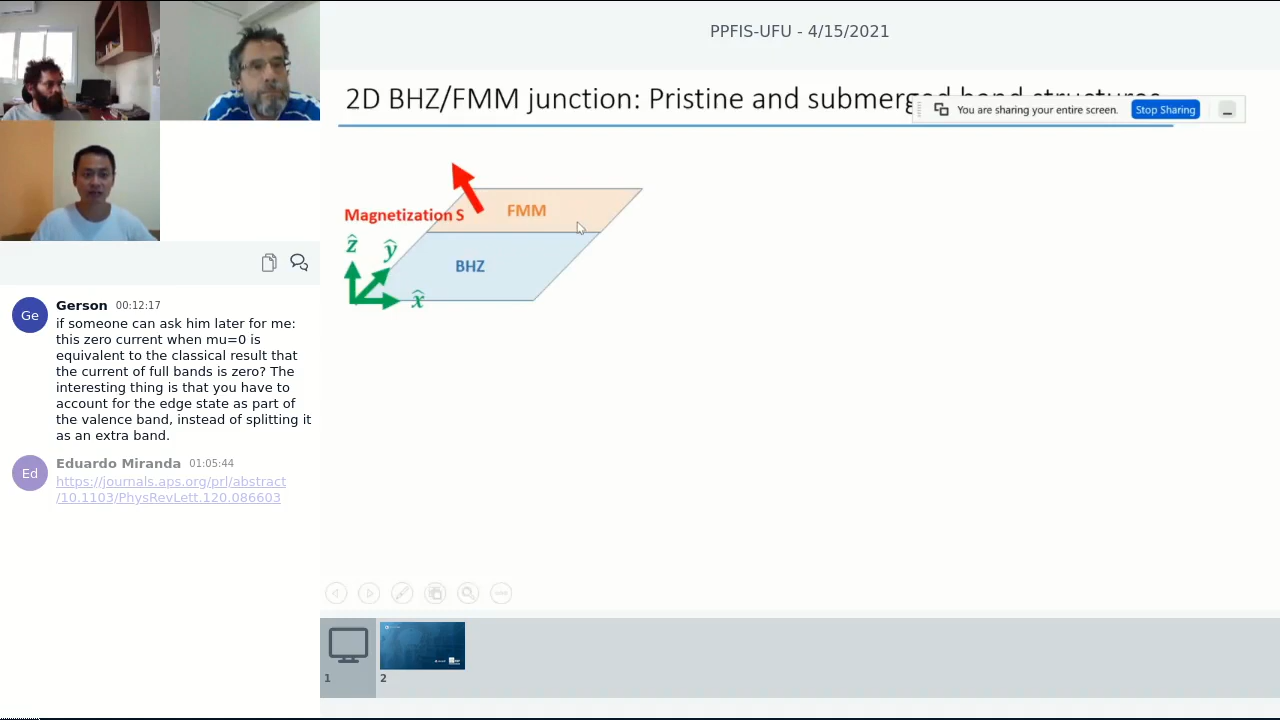 PPFIS-UFU - 4/15/2021
2D BHZ/FMM junction: Pristine and submerged band structures
You are sharing your entire screen.
Stop Sharing
Magnetization S
FMM
BHZ
ẑ
ŷ
x̂
Ge
Gerson 00:12:17
if someone can ask him later for me:
this zero current when mu=0 is
equivalent to the classical result that
the current of full bands is zero? The
interesting thing is that you have to
account for the edge state as part of
the valence band, instead of splitting it
as an extra band.
Ed
Eduardo Miranda 01:05:44
https://journals.aps.org/prl/abstract
/10.1103/PhysRevLett.120.086603
1
2